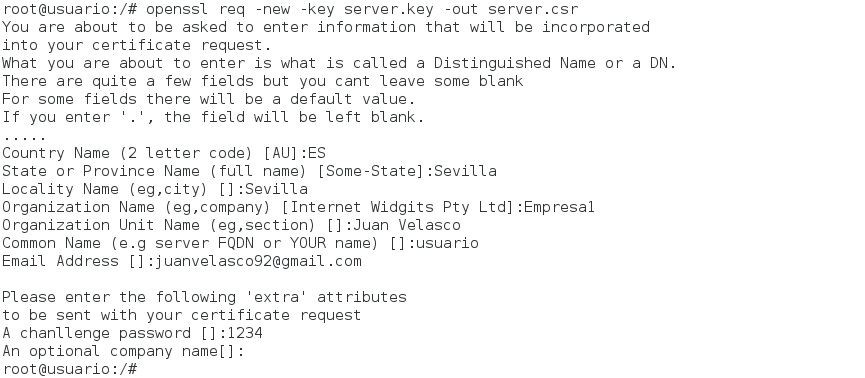 root@usuario:/# openssl req -new -key server.key -out server.csr
You are about to be asked to enter information that will be incorporated
into your certificate request.
What you are about to enter is what is called a Distinguished Name or a DN.
There are quite a few fields but you cant leave some blank
For some fields there will be a default value.
If you enter '.', the field will be left blank.
.....
Country Name (2 letter code) [AU]:ES
State or Province Name (full name) [Some-State]:Sevilla
Locality Name (eg,city) []:Sevilla
Organization Name (eg,company) [Internet Widgits Pty Ltd]:Empresa1
Organization Unit Name (eg,section) []:Juan Velasco
Common Name (e.g server FQDN or YOUR name) []:usuario
Email Address []:juanvelasco92@gmail.com

Please enter the following 'extra' attributes
to be sent with your certificate request
A chanllenge password []:1234
An optional company name[]:
root@usuario:/#